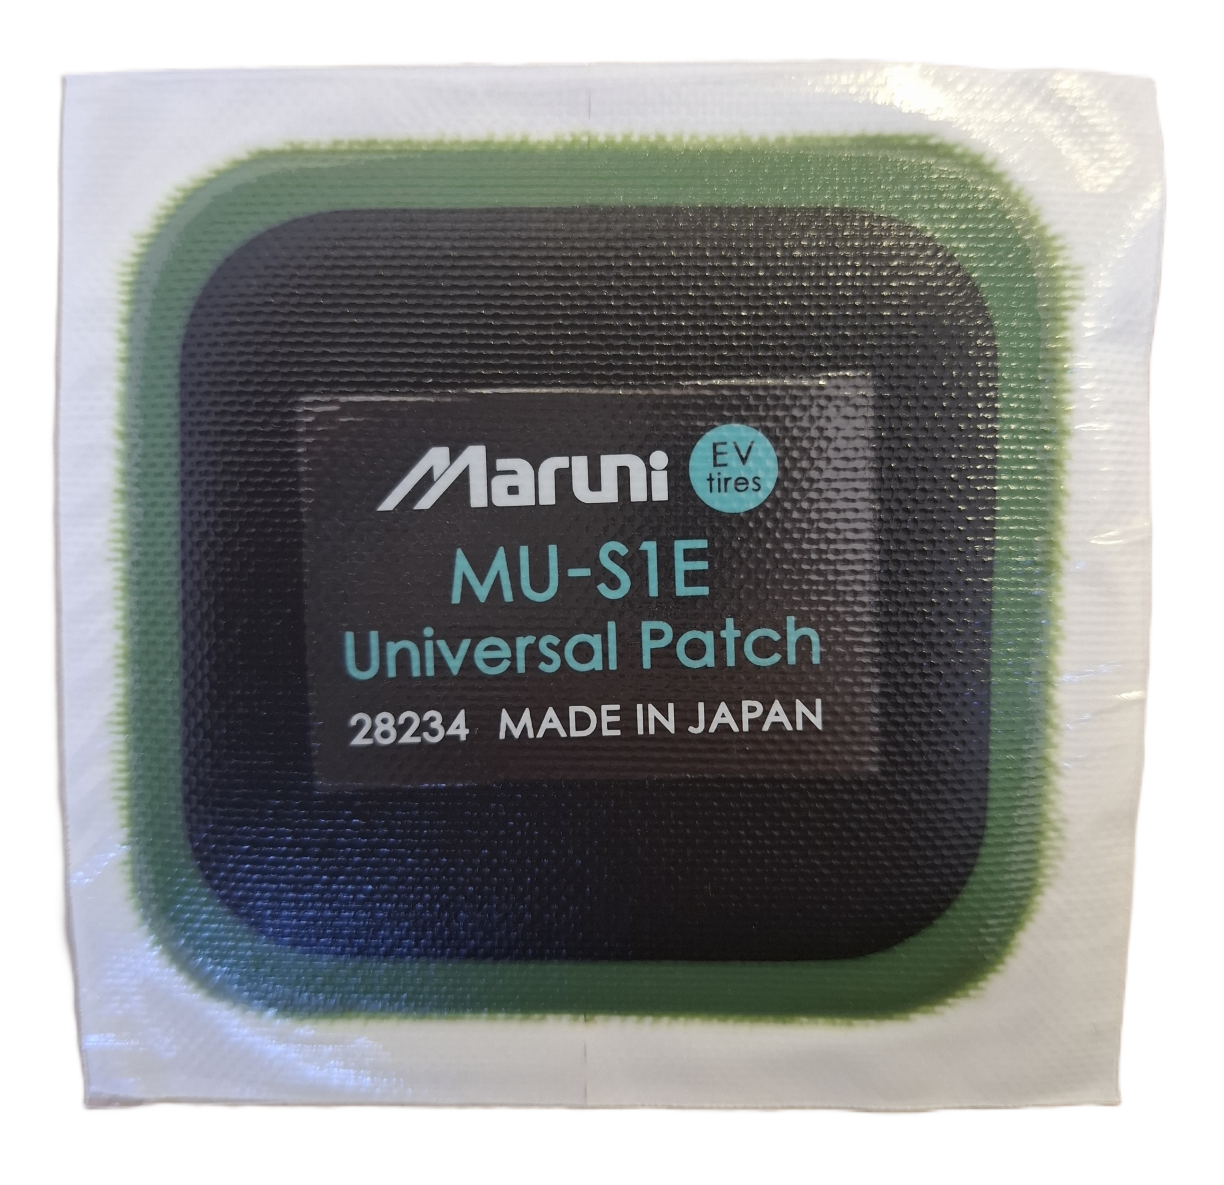 Maruni EV tires
MU-S1E
Universal Patch
28234 MADE IN JAPAN